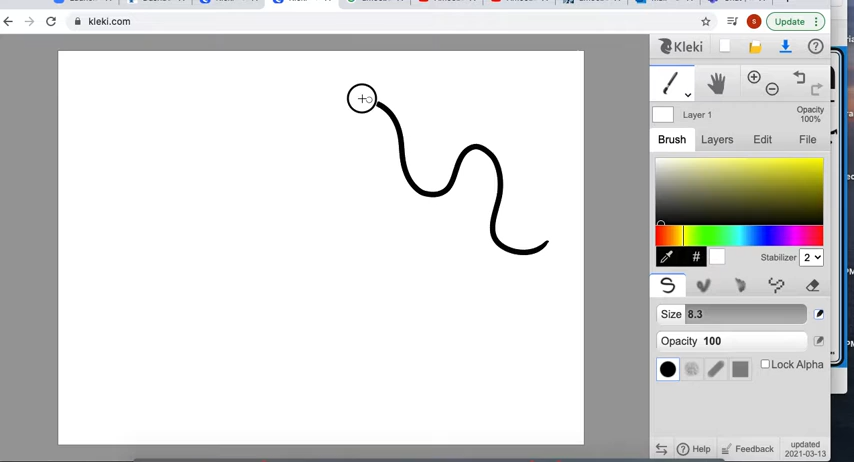 kleki.com
S
Update
Kleki
Layer 1
Opacity
100%
Brush
Layers
Edit
File
#
Stabilizer
2
Size 8.3
Opacity 100
Lock Alpha
Help
Feedback
updated
2021-03-13